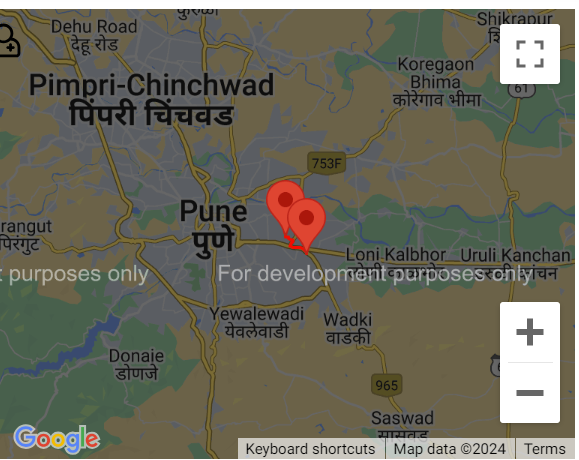 Dehu Road
देहू रोड
Shikrapur
Pimpri-Chinchwad
पिंपरी चिंचवड
Koregaon
Bhima
कोरेगाव भीमा
61
753F
Pune
पुणे
Loni Kalbhor
Uruli Kanchan
t purposes only
For development purposes only
Yewalewadi
येवलेवाडी
Wadki
वाडकी
Donaje
डोणजे
965
Saswad
सासवड
Google
Keyboard shortcuts
Map data ©2024
Terms